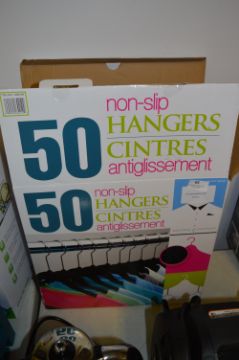 non-slip
50 HANGERS
CINTRES
antiglissement
non-slip
50 HANGERS
CINTRES
antiglissement